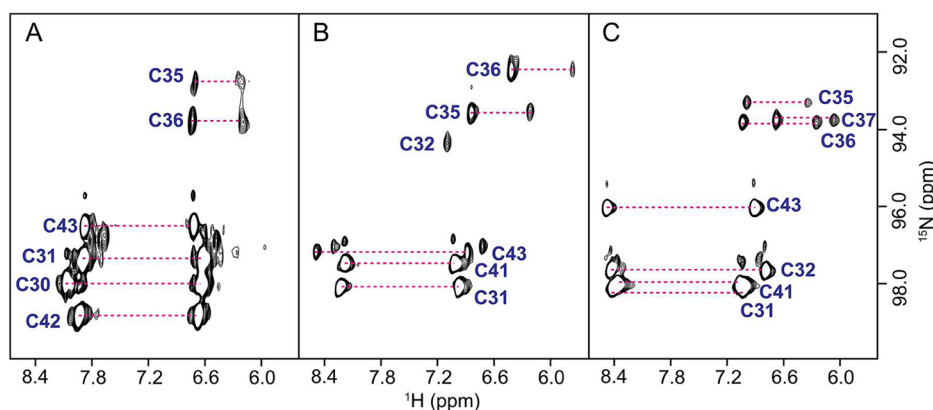 A
C35
C36
C43
C31
C30
C42
B
C36
C35
C32
C43
C41
C31
C
C35
C37
C36
C43
C32
C41
C31
92.0
94.0
96.0
98.0
15N (ppm)
8.4 7.8 7.2 6.6 6.0
8.4 7.8 7.2 6.6 6.0
8.4 7.8 7.2 6.6 6.0
1H (ppm)